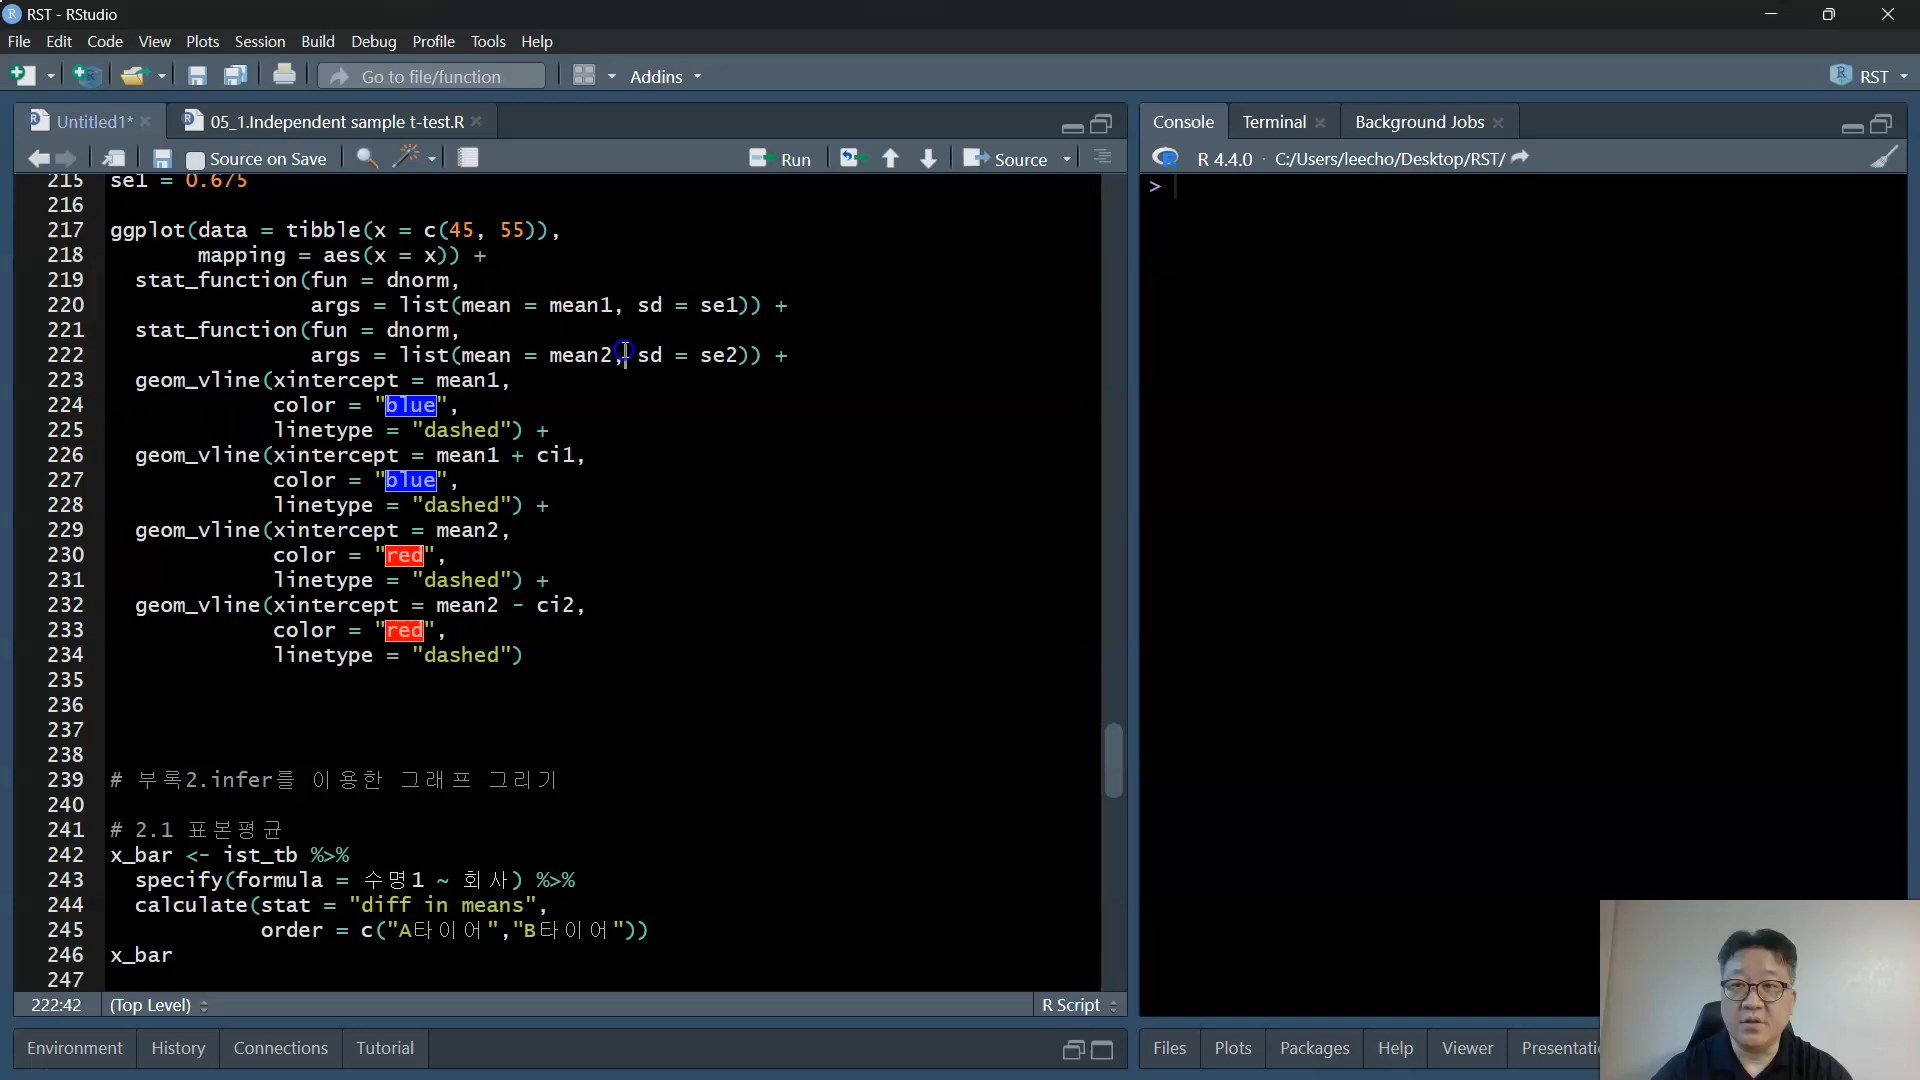 RST - RStudio
File Edit Code View Plots Session Build Debug Profile Tools Help
Go to file/function Addins RST
Untitled1* 05_1.Independent sample t-test.R
Source on Save Run Source
215 se1 = 0.675
216
217 ggplot(data = tibble(x = c(45, 55)),
218 mapping = aes(x = x)) +
219 stat_function(fun = dnorm,
220 args = list(mean = mean1, sd = se1)) +
221 stat_function(fun = dnorm,
222 args = list(mean = mean2, sd = se2)) +
223 geom_vline(xintercept = mean1,
224 color = "blue",
225 linetype = "dashed") +
226 geom_vline(xintercept = mean1 + ci1,
227 color = "blue",
228 linetype = "dashed") +
229 geom_vline(xintercept = mean2,
230 color = "red",
231 linetype = "dashed") +
232 geom_vline(xintercept = mean2 - ci2,
233 color = "red",
234 linetype = "dashed")
235
236
237
238
239 # 부록2.infer를 이용한 그래프 그리기
240
241 # 2.1 표본평균
242 x_bar <- ist_tb %>%
243 specify(formula = 수명1 ~ 회사) %>%
244 calculate(stat = "diff in means",
245 order = c("A타이어","B타이어"))
246 x_bar
247
222:42 (Top Level) R Script
Environment History Connections Tutorial
Console Terminal Background Jobs
R 4.4.0 · C:/Users/leecho/Desktop/RST/
>
Files Plots Packages Help Viewer Presentati